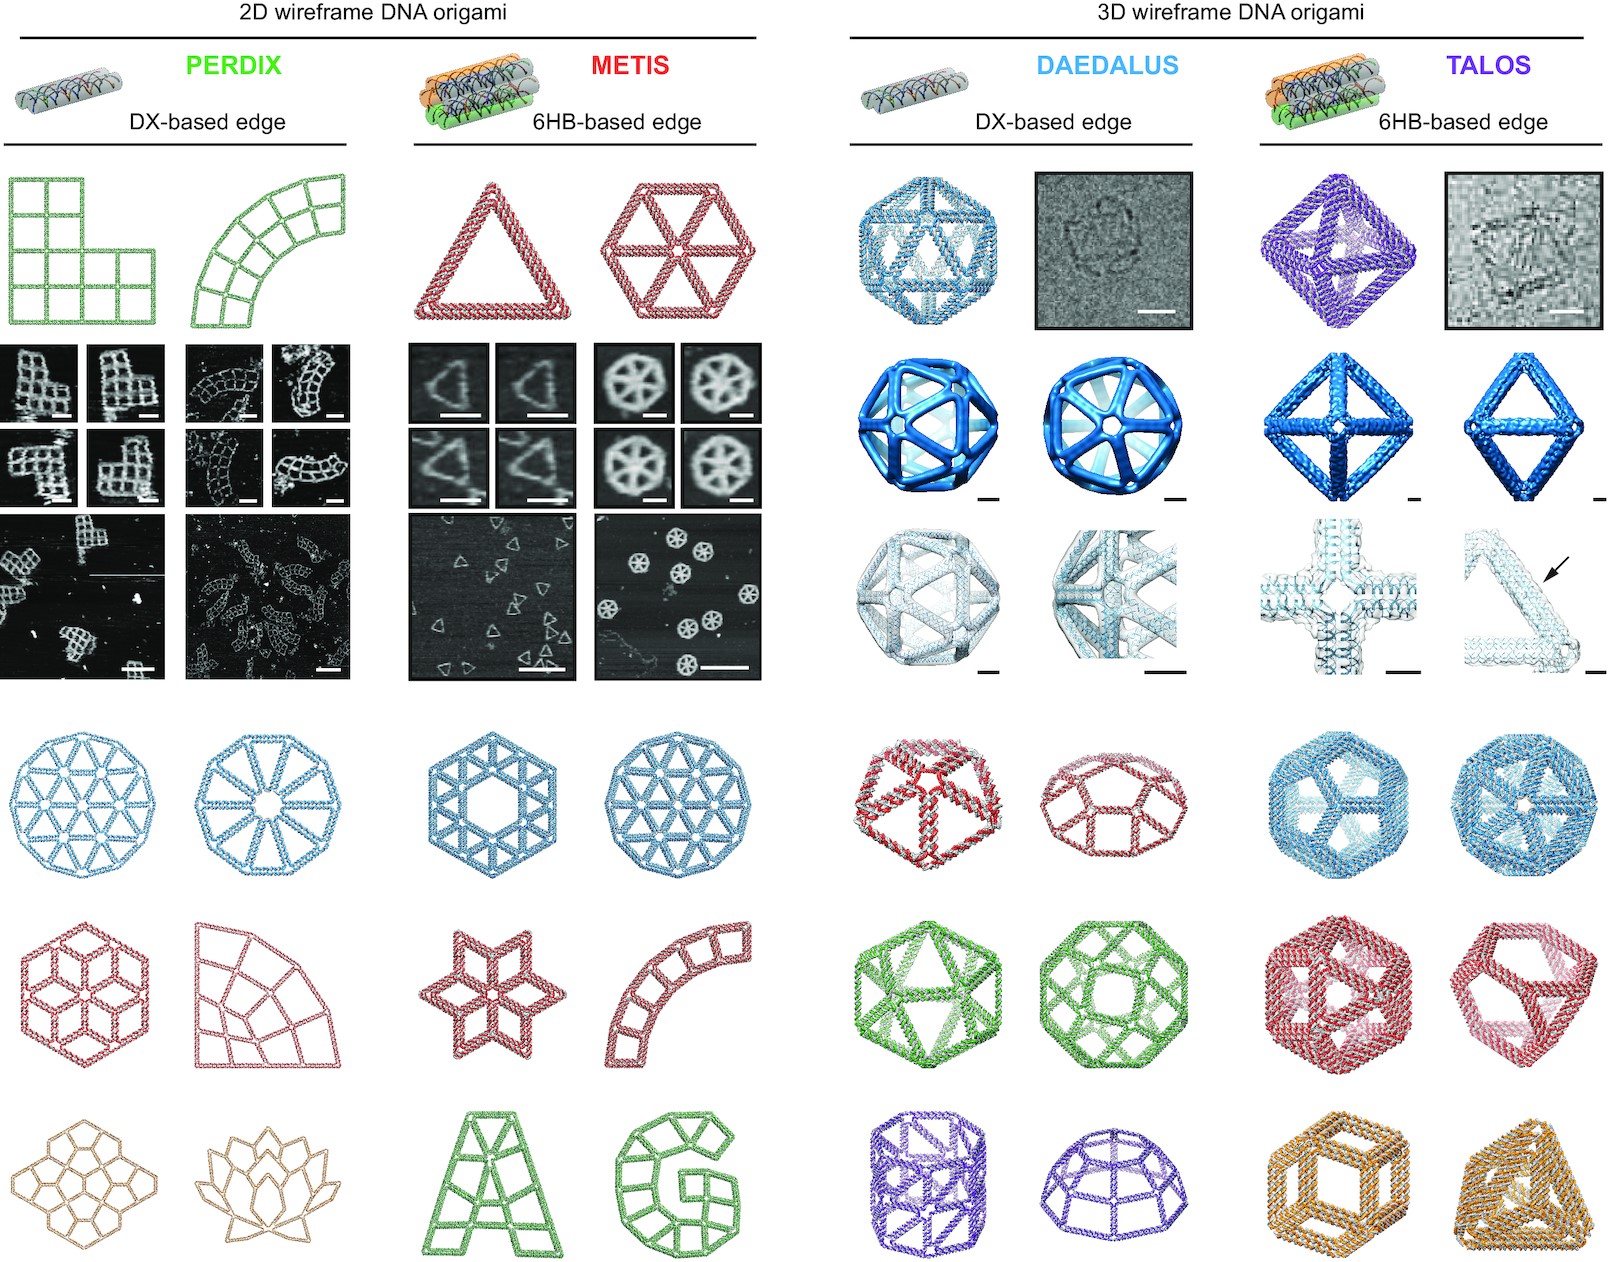 2D wireframe DNA origami
3D wireframe DNA origami
PERDIX
DX-based edge
METIS
6HB-based edge
DAEDALUS
DX-based edge
TALOS
6HB-based edge